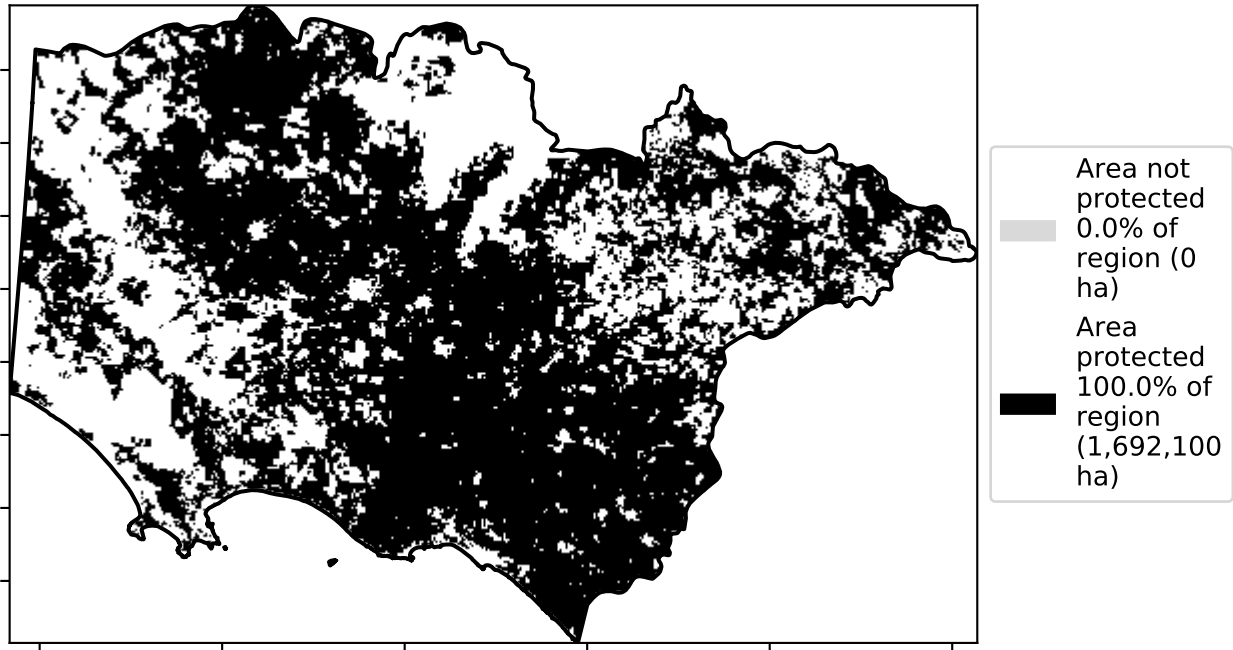 Area not
protected
0.0% of
region (0
ha)
Area
protected
100.0% of
region
(1,692,100
ha)